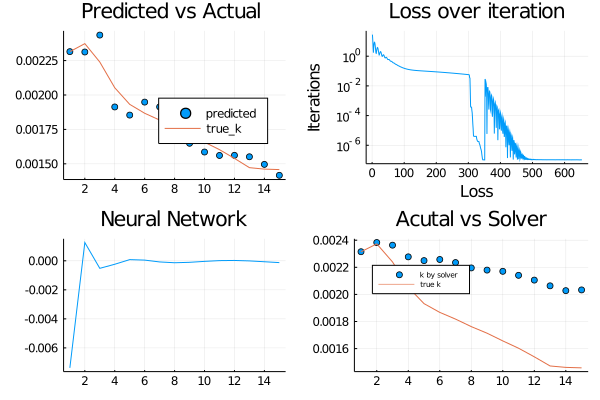 Predicted vs Actual
0.00225
0.00200
0.00175
0.00150
predicted
true_k
2 4 6 8 10 12 14
Loss over iteration
Iterations
10^0
10^-2
10^-4
10^-6
0 100 200 300 400 500 600
Loss
Neural Network
0.000
-0.002
-0.004
-0.006
2 4 6 8 10 12 14
Acutal vs Solver
0.0024
0.0022
0.0020
0.0018
0.0016
k by solver
true k
2 4 6 8 10 12 14